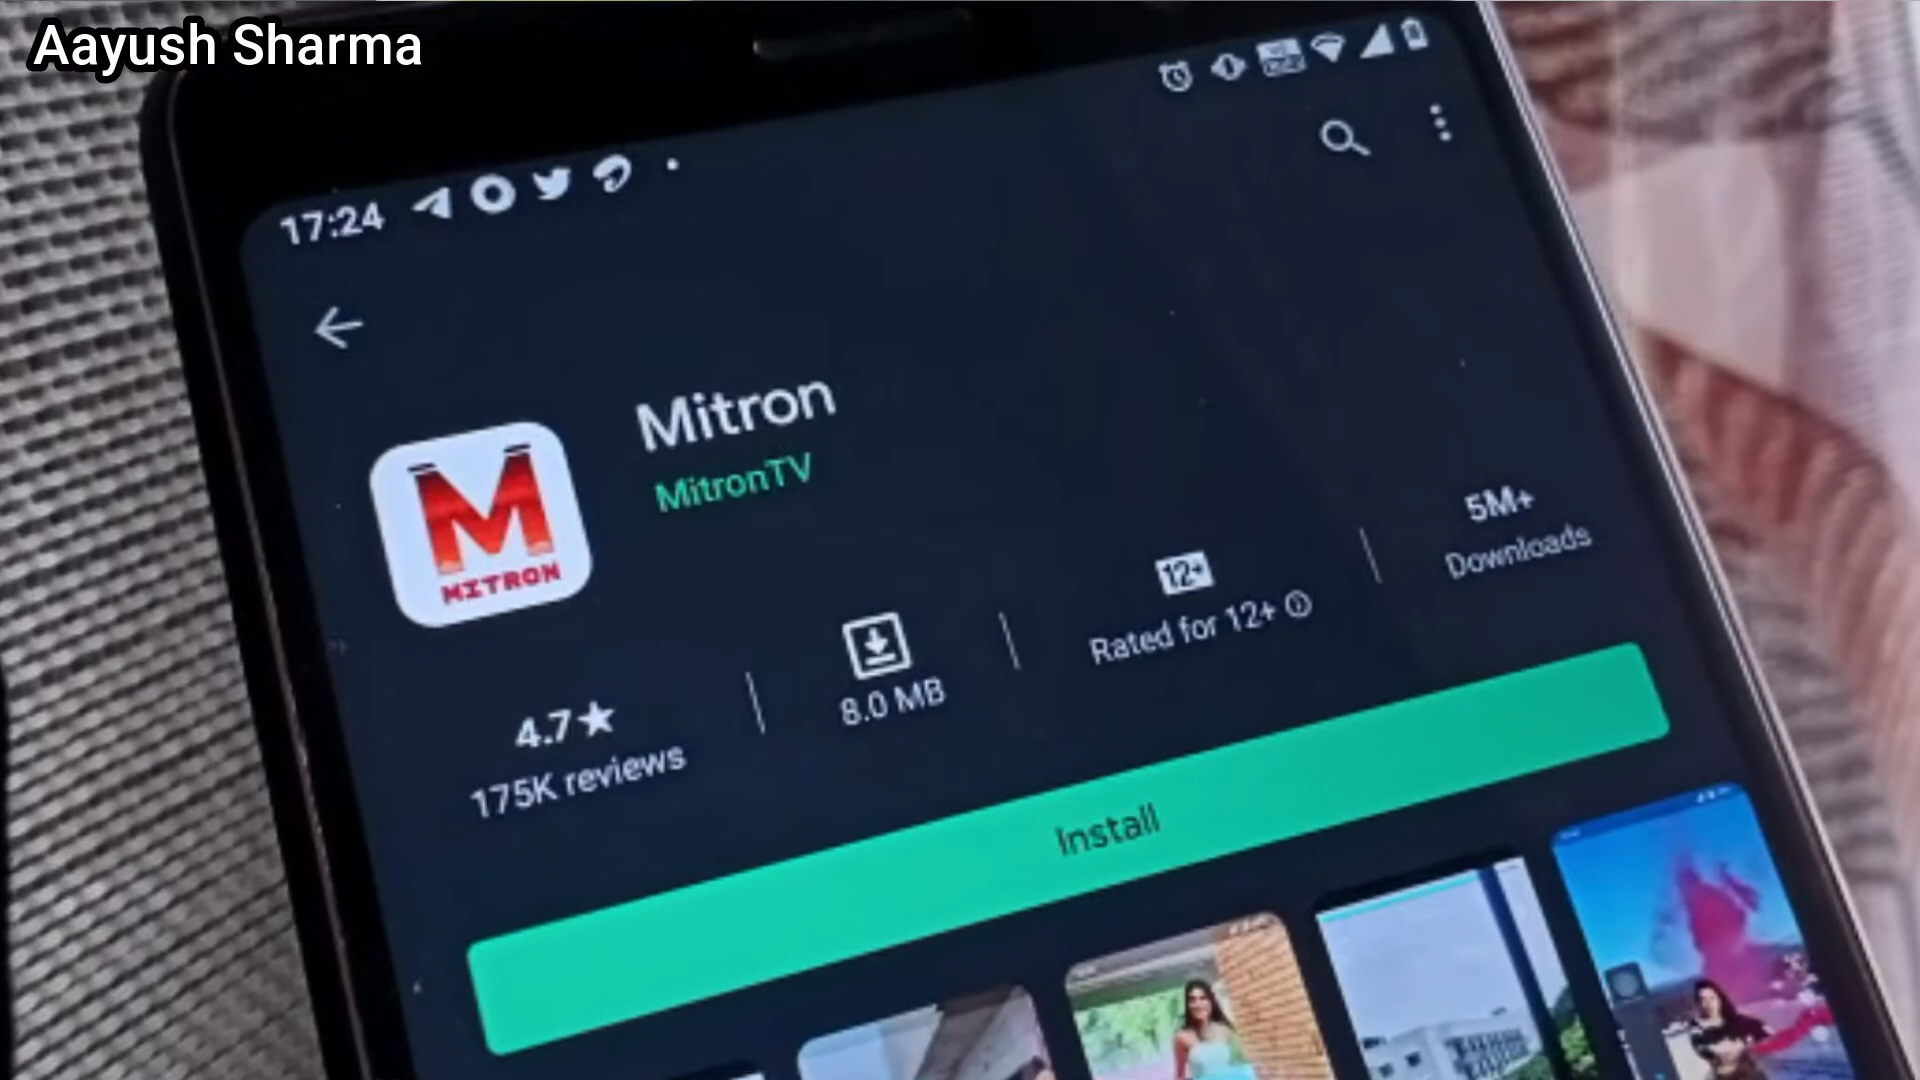 Aayush Sharma
17:24
Mitron
MitronTV
M
MITRON
5M+
Downloads
12+
Rated for 12+
8.0 MB
4.7★
175K reviews
Install